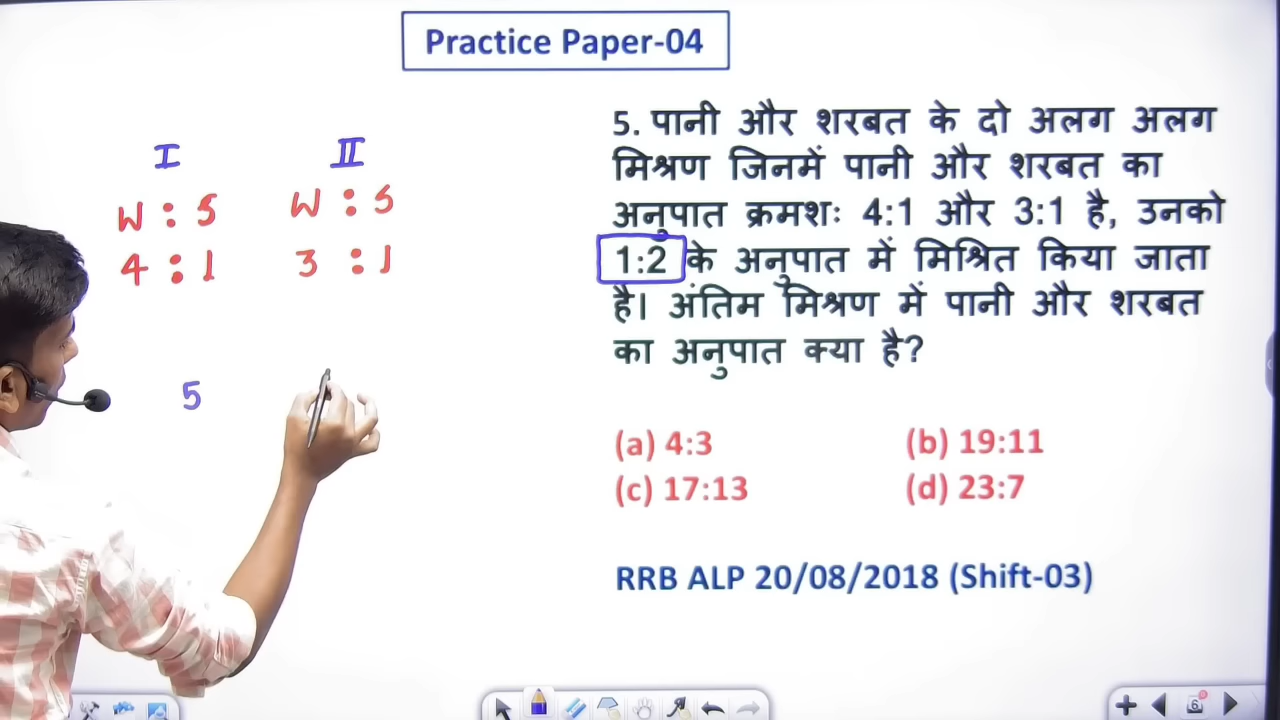 Practice Paper-04
I II
W : S W : S
4 : 1 3 : 1
5
5. पानी और शरबत के दो अलग अलग
मिश्रण जिनमें पानी और शरबत का
अनुपात क्रमशः 4:1 और 3:1 है, उनको
1:2 के अनुपात में मिश्रित किया जाता
है। अंतिम मिश्रण में पानी और शरबत
का अनुपात क्या है?
(a) 4:3 (b) 19:11
(c) 17:13 (d) 23:7
RRB ALP 20/08/2018 (Shift-03)
6